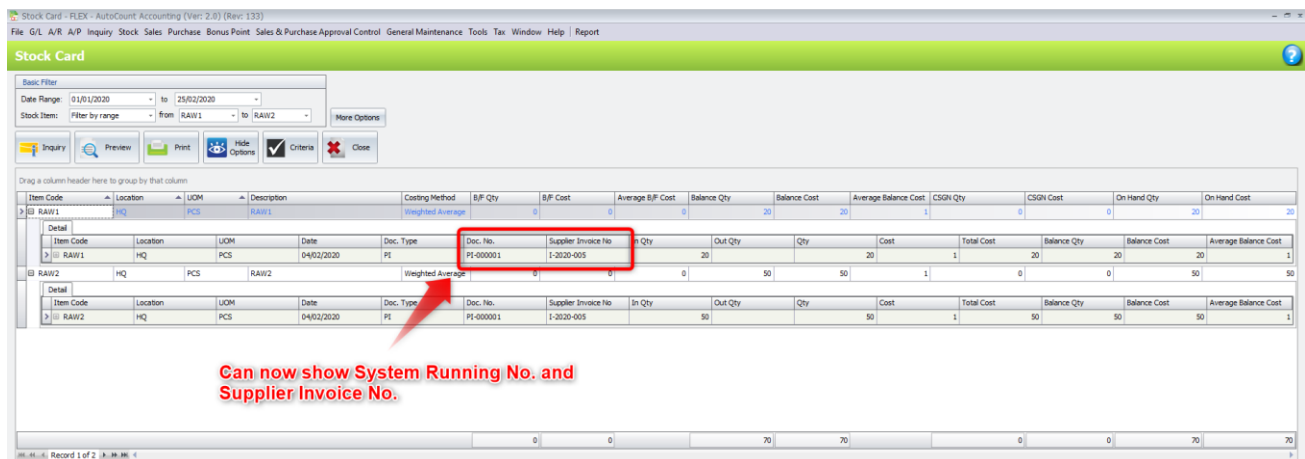 Stock Card - FLEX - AutoCount Accounting (Ver: 2.0) (Rev: 133)
File G/L A/R A/P Inquiry Stock Sales Purchase Bonus Point Sales & Purchase Approval Control General Maintenance Tools Tax Window Help | Report
Stock Card
Basic Filter
Date Range: 01/01/2020 to 25/02/2020
Stock Item: Filter by range from RAW1 to RAW2 More Options
Inquiry Preview Print Hide Options Criteria Close
Drag a column header here to group by that column
Item Code Location UOM Description Costing Method B/F Qty B/F Cost Average B/F Cost Balance Qty Balance Cost Average Balance Cost CSGN Qty CSGN Cost On Hand Qty On Hand Cost
RAW1 HQ PCS RAW1 Weighted Average 0 0 0 20 20 1 0 0 20 20
Detail
Item Code Location UOM Date Doc. Type Doc. No. Supplier Invoice No In Qty Out Qty Qty Cost Total Cost Balance Qty Balance Cost Average Balance Cost
RAW1 HQ PCS 04/02/2020 PI PI-000001 I-2020-005 20 20 1 20 20 20 1
RAW2 HQ PCS RAW2 Weighted Average 0 0 0 50 50 1 0 0 50 50
Detail
Item Code Location UOM Date Doc. Type Doc. No. Supplier Invoice No In Qty Out Qty Qty Cost Total Cost Balance Qty Balance Cost Average Balance Cost
RAW2 HQ PCS 04/02/2020 PI PI-000001 I-2020-005 50 50 1 50 50 50 1
Can now show System Running No. and
Supplier Invoice No.
0 0 70 70 0 0 70 70
Record 1 of 2